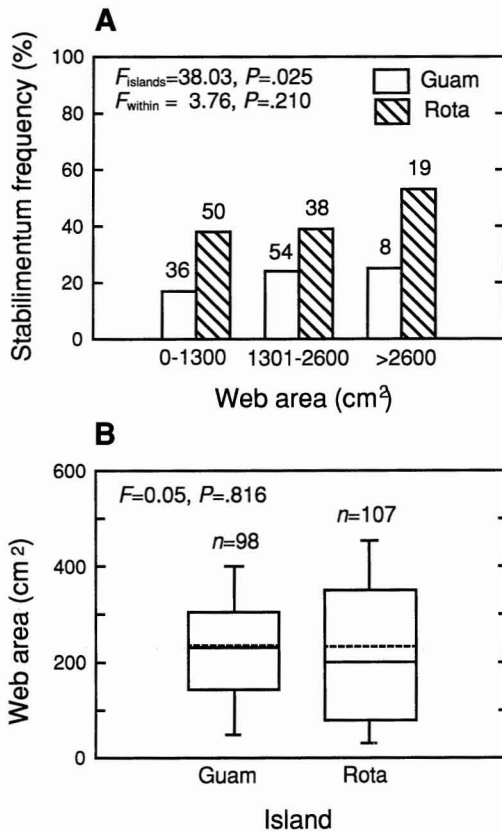 A
Stabilimentum frequency (%)
100
80
60
40
20
0
F islands=38.03, P=.025
F within = 3.76, P=.210
Guam
Rota
36
50
54
38
8
19
0-1300
1301-2600
>2600
Web area (cm²)
B
Web area (cm²)
600
400
200
0
F=0.05, P=.816
n=98
n=107
Guam
Rota
Island